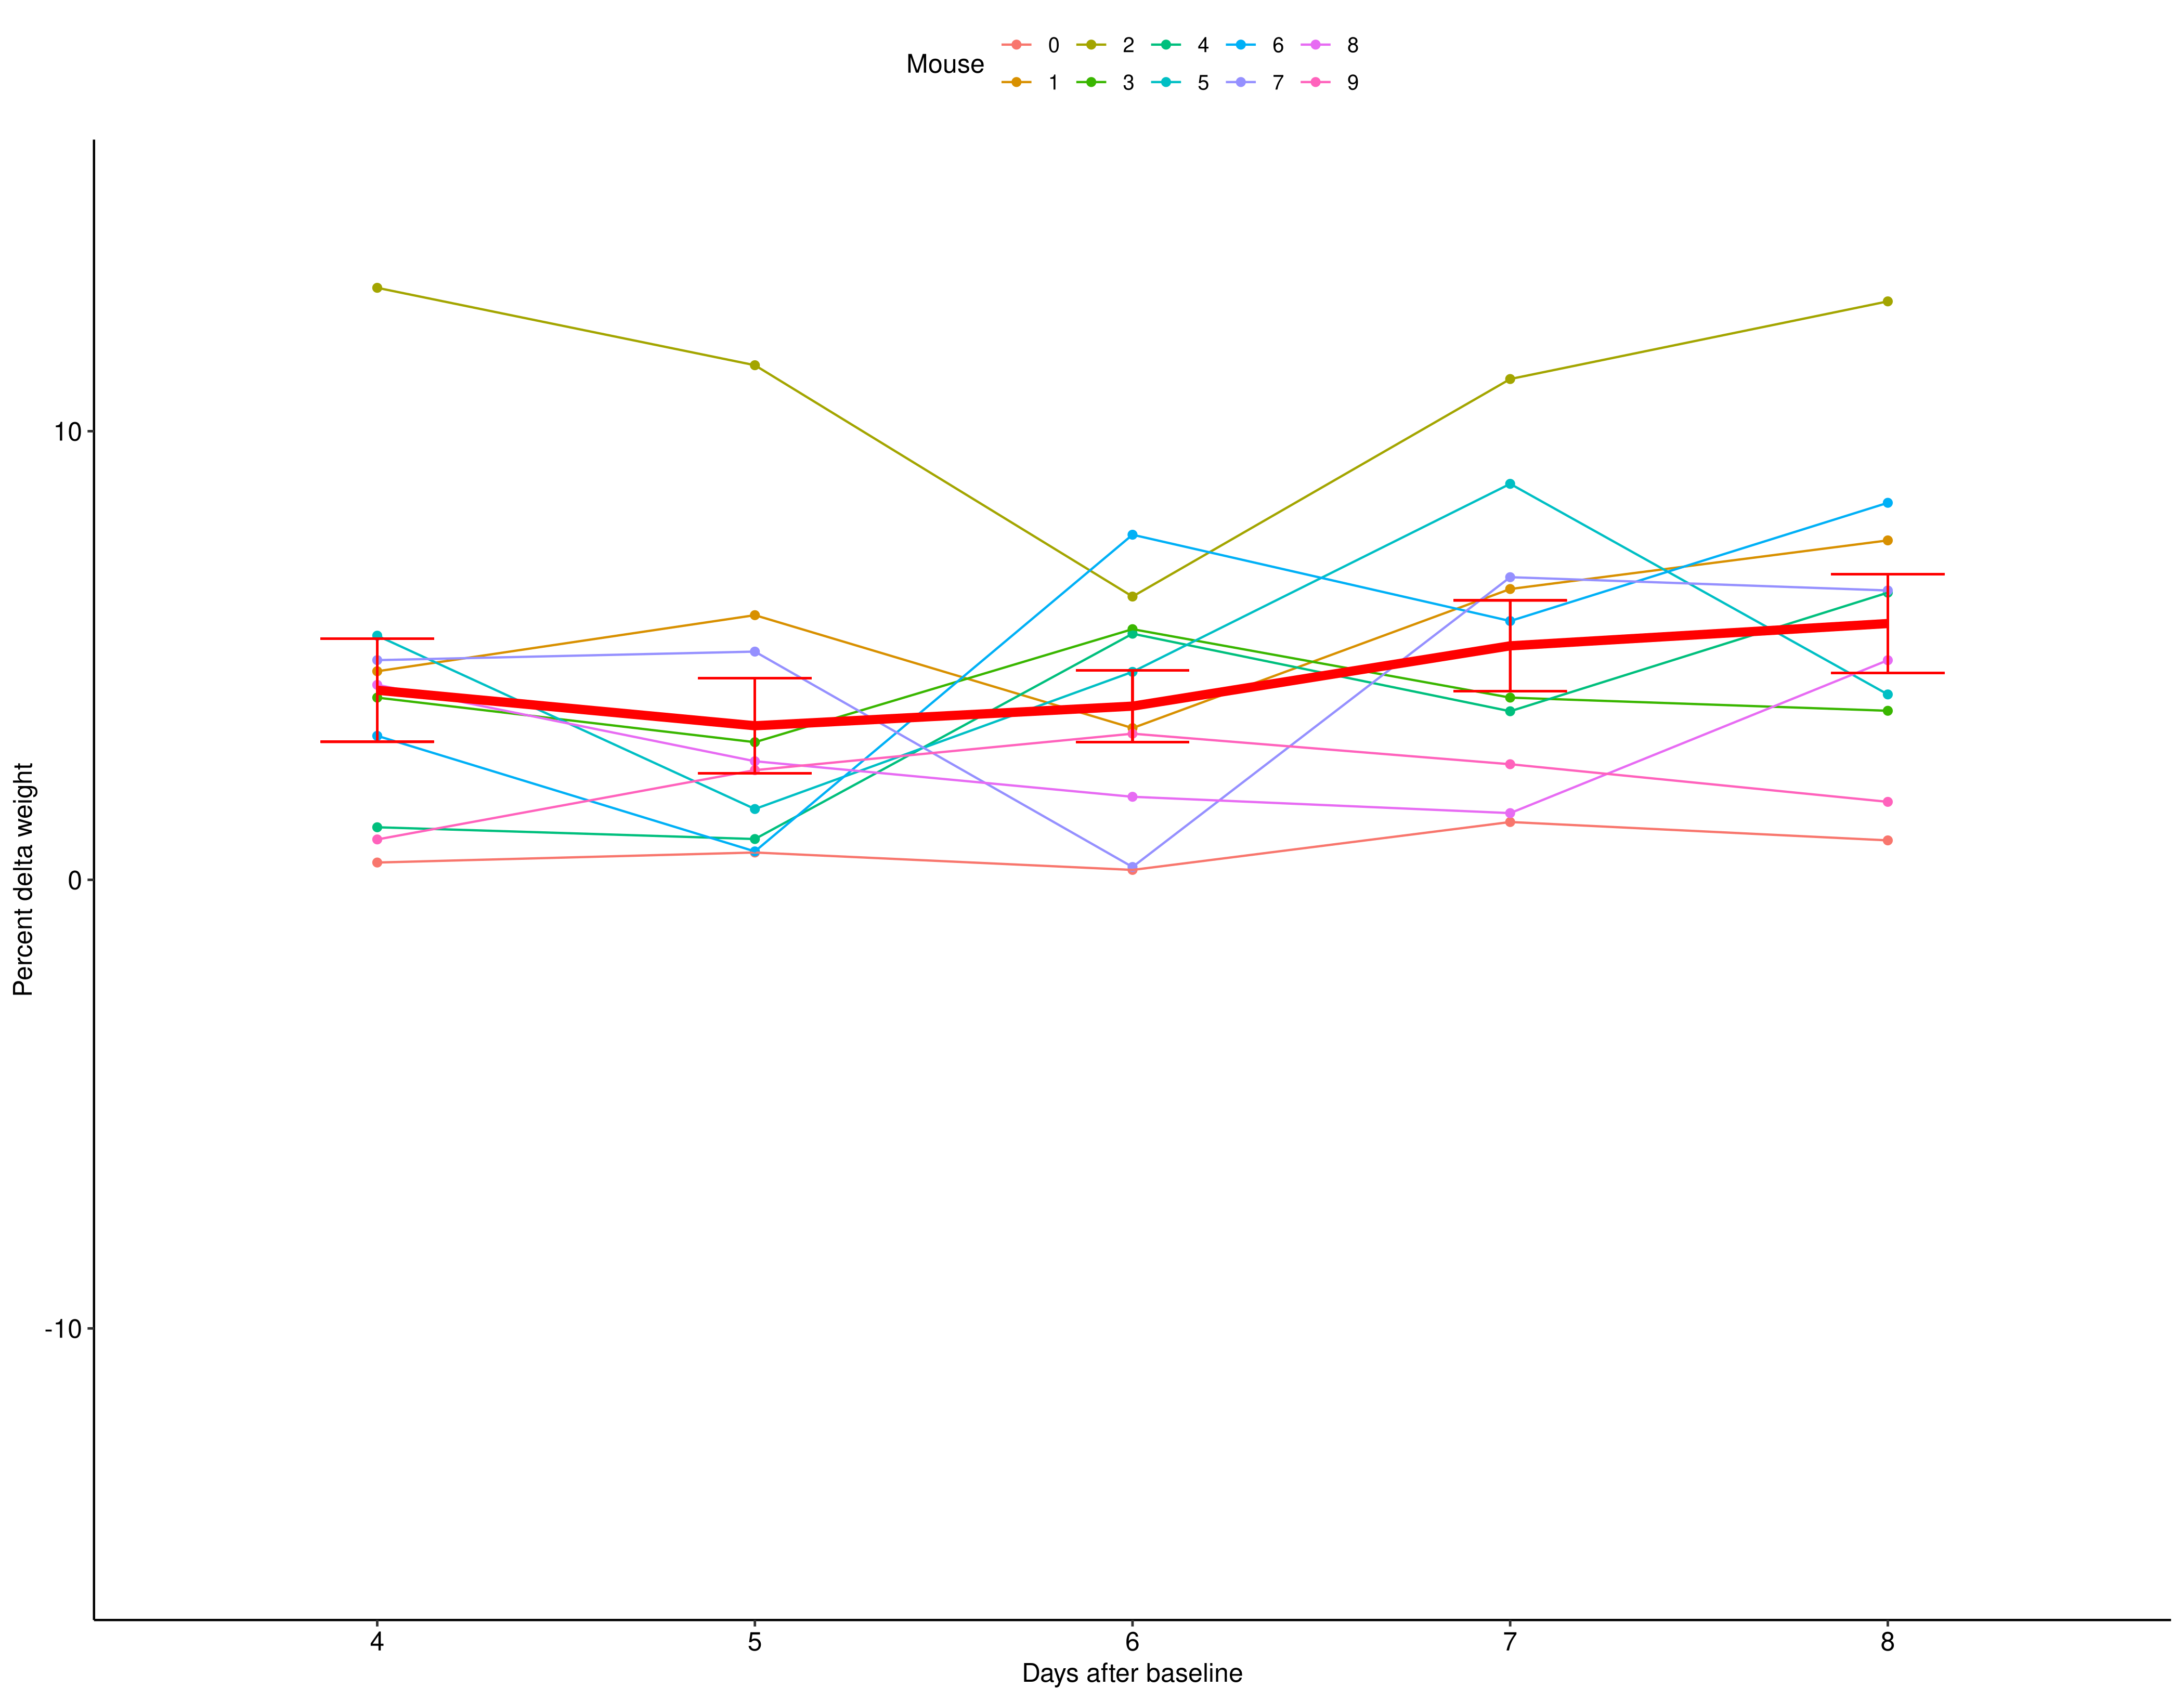 Mouse
0 2 4 6 8
1 3 5 7 9
Percent delta weight
10
0
-10
4 5 6 7 8
Days after baseline